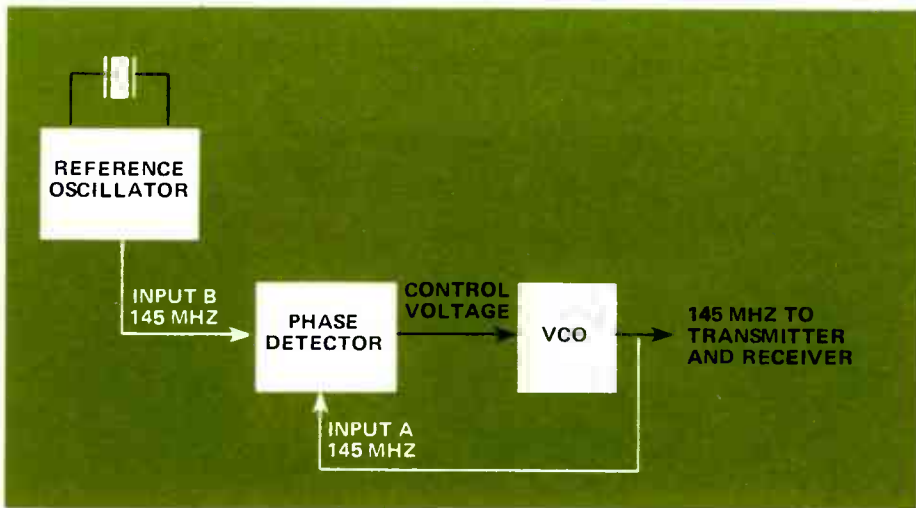 REFERENCE
OSCILLATOR
INPUT B
145 MHZ
PHASE
DETECTOR
CONTROL
VOLTAGE
VCO
145 MHZ TO
TRANSMITTER
AND RECEIVER
INPUT A
145 MHZ